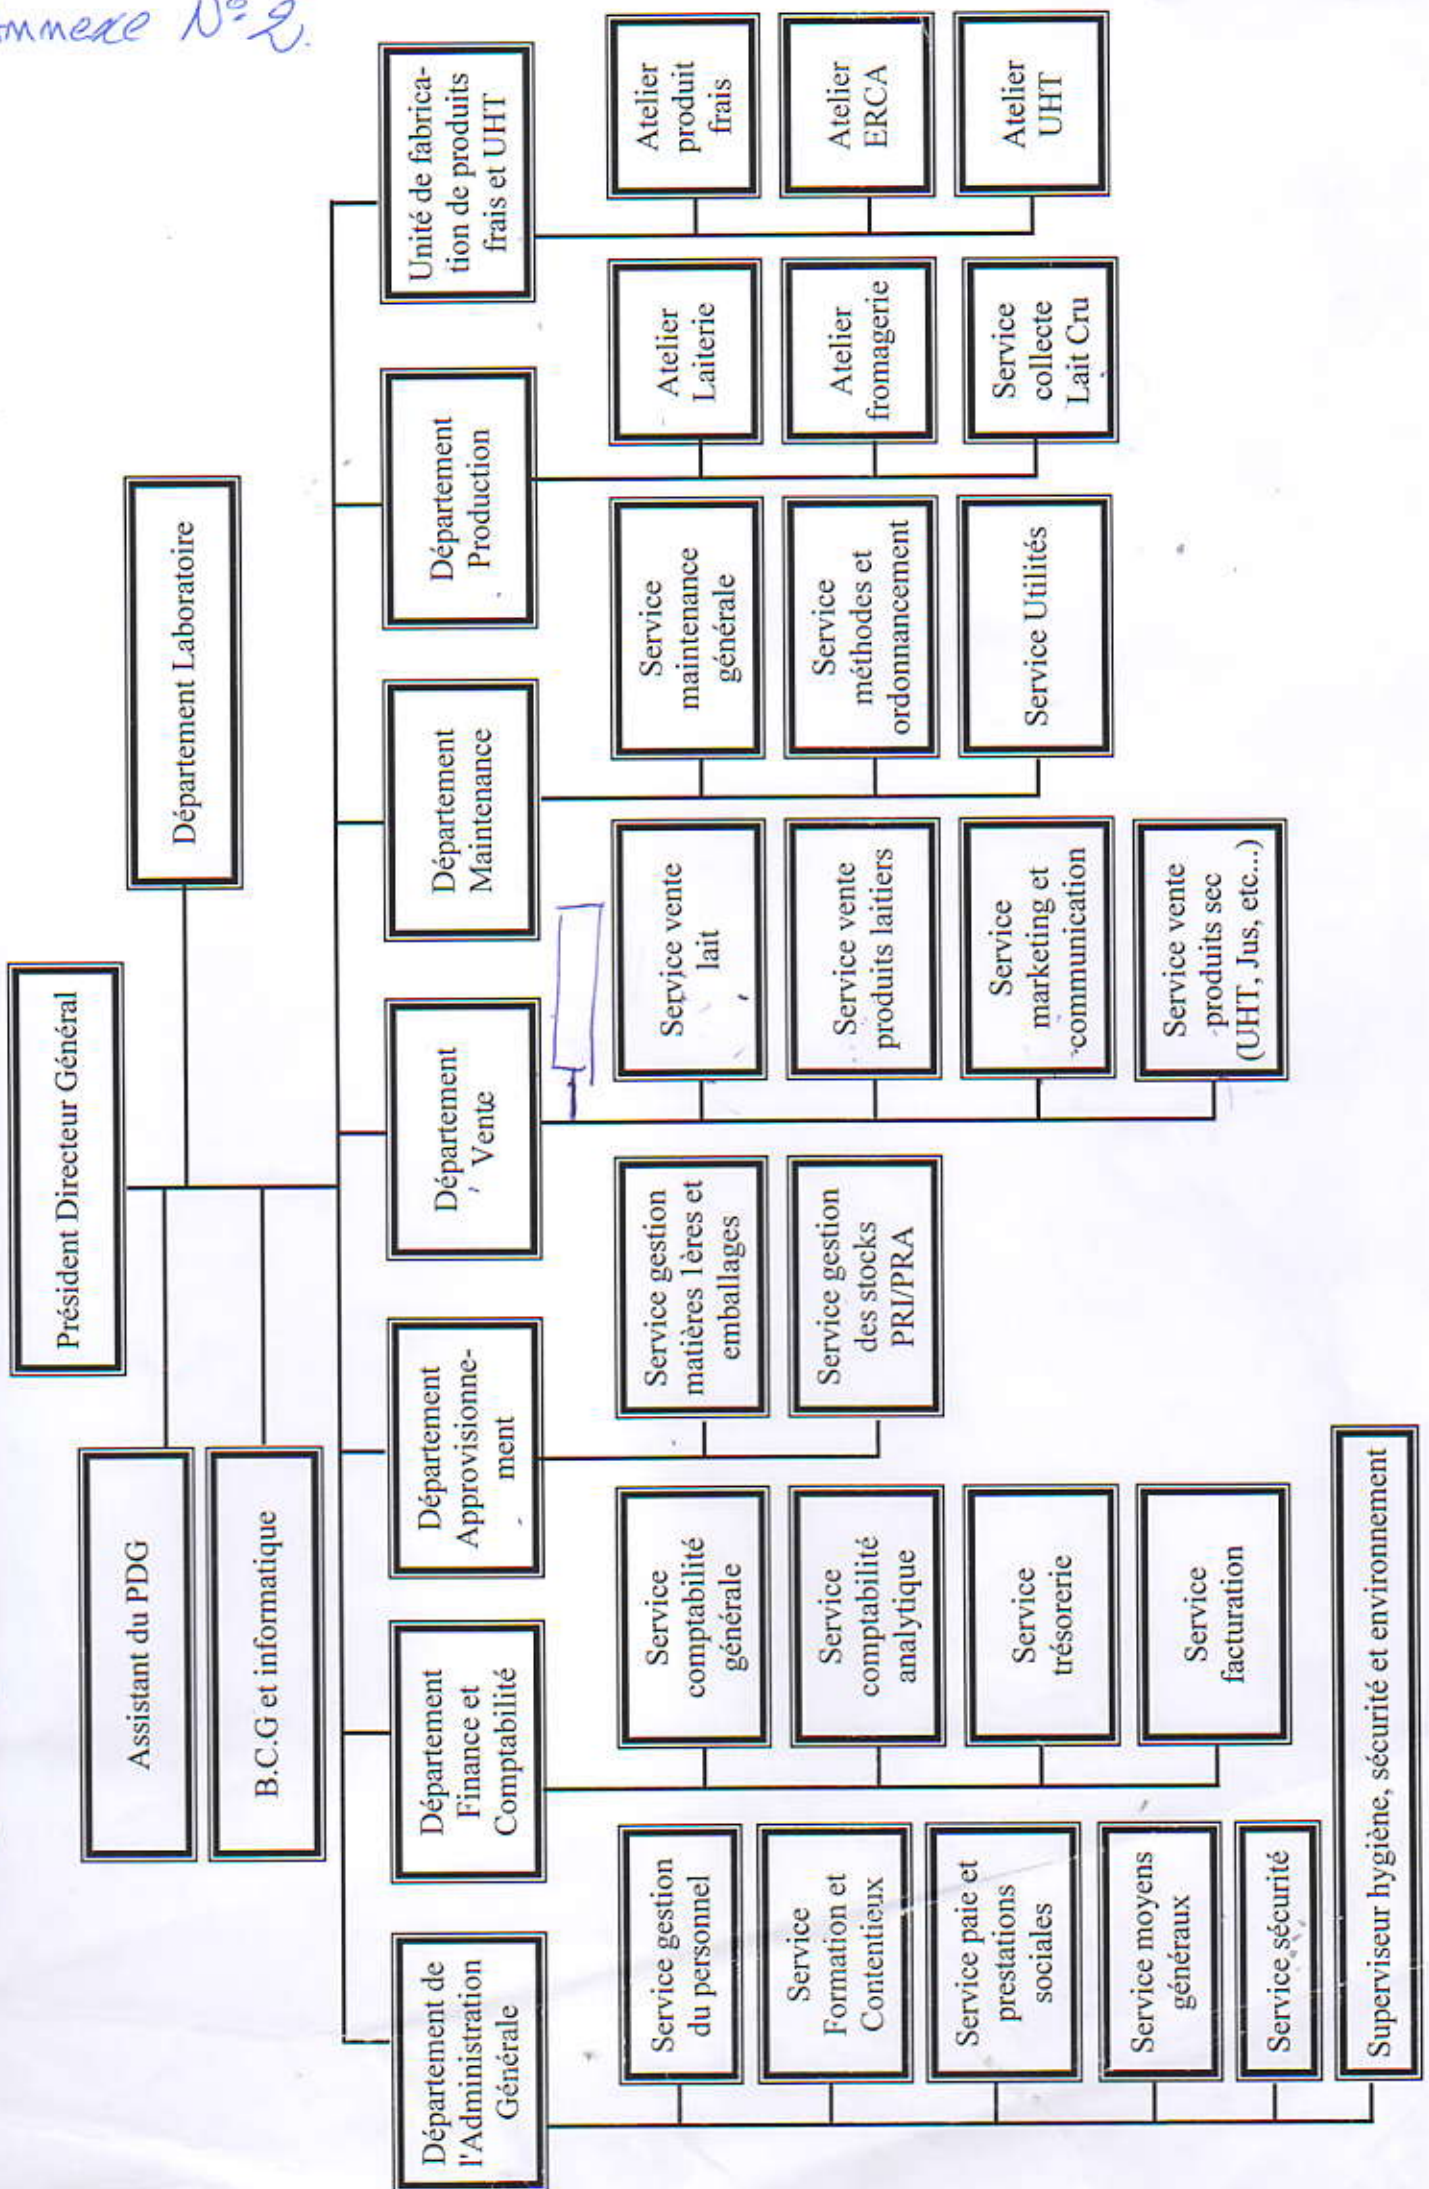 Annexe N° 2.
Président Directeur Général
Département Laboratoire
Assistant du PDG
B.C.G et informatique
Département de
l'Administration
Générale
Département
Finance et
Comptabilité
Département
Approvisionne-
ment
Département
Vente
Département
Maintenance
Département
Production
Unité de fabrica-
tion de produits
frais et UHT
Service gestion
du personnel
Service
Formation et
Contentieux
Service paie et
prestations
sociales
Service moyens
généraux
Service sécurité
Superviseur hygiène, sécurité et environnement
Service
comptabilité
générale
Service
comptabilité
analytique
Service
trésorerie
Service
facturation
Service gestion
matières 1ères et
emballages
Service gestion
des stocks
PRI/PRA
Service vente
lait
Service vente
produits laitiers
Service
marketing et
communication
Service vente
produits sec
(UHT, Jus, etc...)
Service
maintenance
générale
Service
méthodes et
ordonnancement
Service Utilités
Atelier
Laiterie
Atelier
fromagerie
Service
collecte
Lait Cru
Atelier
produit
frais
Atelier
ERCA
Atelier
UHT